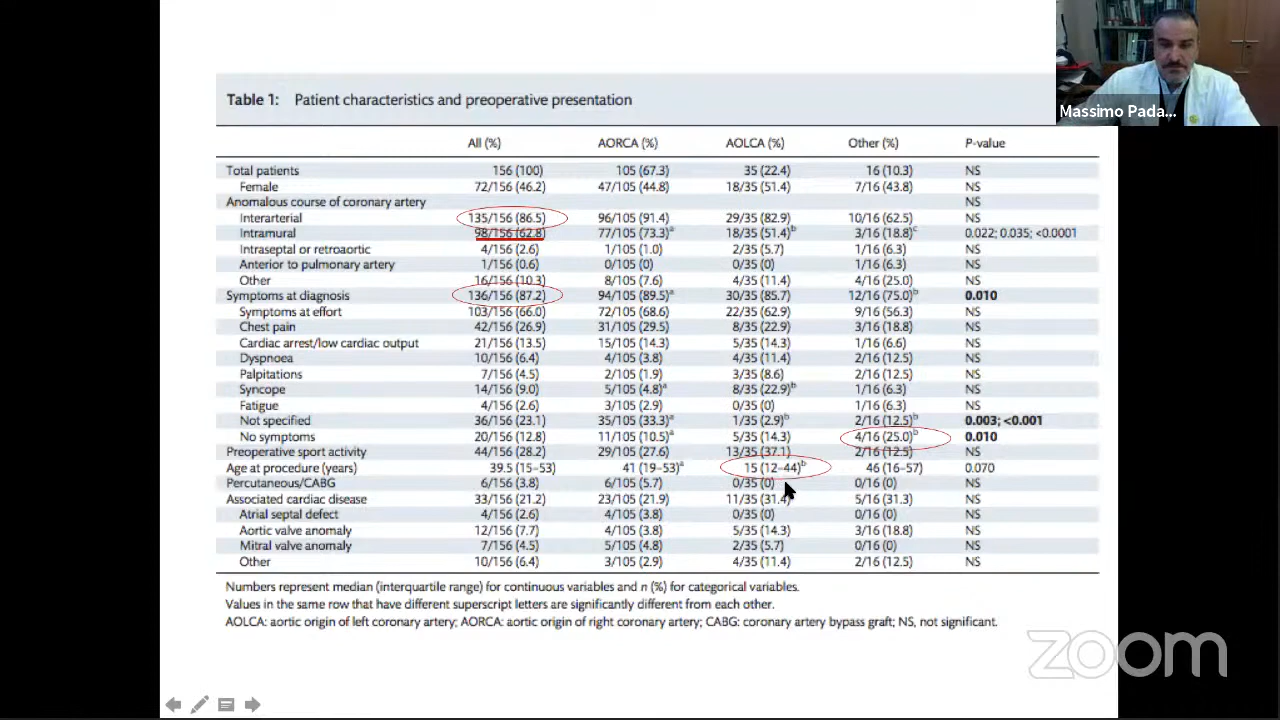 Massimo Pada...
Table 1: Patient characteristics and preoperative presentation
All (%) AORCA (%) AOLCA (%) Other (%) P-value
Total patients 156 (100) 105 (67.3) 35 (22.4) 16 (10.3) NS
Female 72/156 (46.2) 47/105 (44.8) 18/35 (51.4) 7/16 (43.8) NS
Anomalous course of coronary artery NS
Interarterial 135/156 (86.5) 96/105 (91.4) 29/35 (82.9) 10/16 (62.5) NS
Intramural 98/156 (62.8) 77/105 (73.3)a 18/35 (51.4)b 3/16 (18.8)c 0.022; 0.035; <0.0001
Intraseptal or retroaortic 4/156 (2.6) 1/105 (1.0) 2/35 (5.7) 1/16 (6.3) NS
Anterior to pulmonary artery 1/156 (0.6) 0/105 (0) 0/35 (0) 1/16 (6.3) NS
Other 16/156 (10.3) 8/105 (7.6) 4/35 (11.4) 4/16 (25.0) NS
Symptoms at diagnosis 136/156 (87.2) 94/105 (89.5)a 30/35 (85.7) 12/16 (75.0)b 0.010
Symptoms at effort 103/156 (66.0) 72/105 (68.6) 22/35 (62.9) 9/16 (56.3) NS
Chest pain 42/156 (26.9) 31/105 (29.5) 8/35 (22.9) 3/16 (18.8) NS
Cardiac arrest/low cardiac output 21/156 (13.5) 15/105 (14.3) 5/35 (14.3) 1/16 (6.6) NS
Dyspnoea 10/156 (6.4) 4/105 (3.8) 4/35 (11.4) 2/16 (12.5) NS
Palpitations 7/156 (4.5) 2/105 (1.9) 3/35 (8.6) 2/16 (12.5) NS
Syncope 14/156 (9.0) 5/105 (4.8)a 8/35 (22.9)b 1/16 (6.3) NS
Fatigue 4/156 (2.6) 3/105 (2.9) 0/35 (0) 1/16 (6.3) NS
Not specified 36/156 (23.1) 35/105 (33.3)a 1/35 (2.9)b 2/16 (12.5)b 0.003; <0.001
No symptoms 20/156 (12.8) 11/105 (10.5)a 5/35 (14.3) 4/16 (25.0)b 0.010
Preoperative sport activity 44/156 (28.2) 29/105 (27.6) 13/35 (37.1) 2/16 (12.5) NS
Age at procedure (years) 39.5 (15–53) 41 (19–53)a 15 (12–44)b 46 (16–57) 0.070
Percutaneous/CABG 6/156 (3.8) 6/105 (5.7) 0/35 (0) 0/16 (0) NS
Associated cardiac disease 33/156 (21.2) 23/105 (21.9) 11/35 (31.4) 5/16 (31.3) NS
Atrial septal defect 4/156 (2.6) 4/105 (3.8) 0/35 (0) 0/16 (0) NS
Aortic valve anomaly 12/156 (7.7) 4/105 (3.8) 5/35 (14.3) 3/16 (18.8) NS
Mitral valve anomaly 7/156 (4.5) 5/105 (4.8) 2/35 (5.7) 0/16 (0) NS
Other 10/156 (6.4) 3/105 (2.9) 4/35 (11.4) 2/16 (12.5) NS
Numbers represent median (interquartile range) for continuous variables and n (%) for categorical variables.
Values in the same row that have different superscript letters are significantly different from each other.
AOLCA: aortic origin of left coronary artery; AORCA: aortic origin of right coronary artery; CABG: coronary artery bypass graft; NS, not significant.
zoom